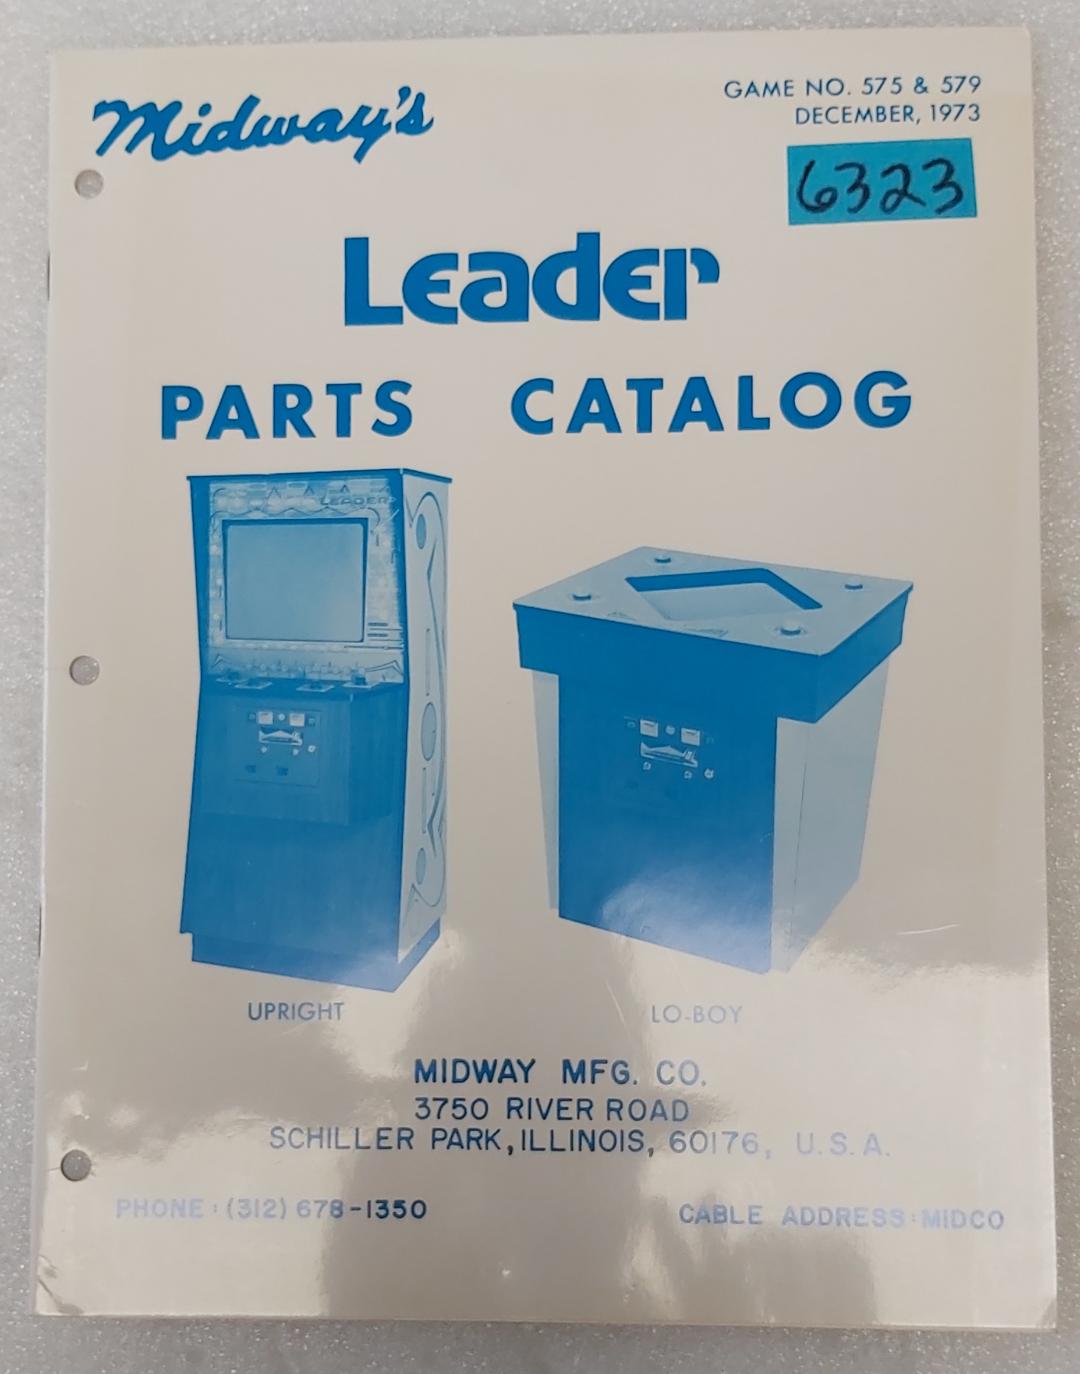 Midway's
GAME NO. 575 & 579
DECEMBER, 1973
6323
Leader
PARTS CATALOG
LEADER
UPRIGHT
LO-BOY
MIDWAY MFG. CO.
3750 RIVER ROAD
SCHILLER PARK, ILLINOIS, 60176, U.S.A.
PHONE: (312) 678-1350
CABLE ADDRESS: MIDCO